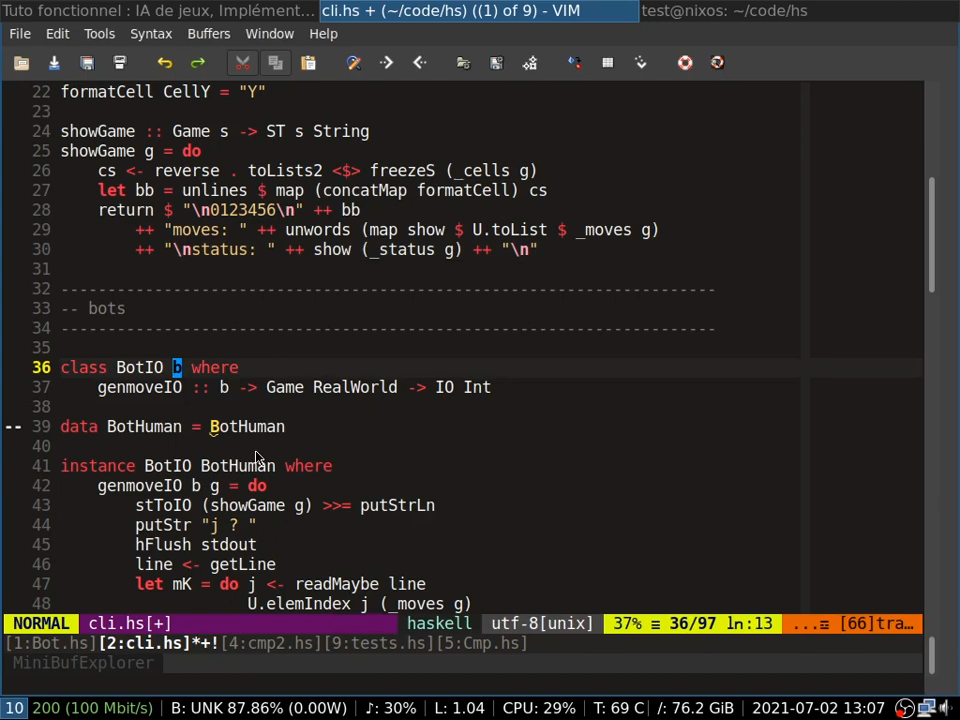 Tuto fonctionnel : IA de jeux, Implément... cli.hs + (~/code/hs) ((1) of 9) - VIM test@nixos: ~/code/hs
File Edit Tools Syntax Buffers Window Help
22 formatCell CellY = "Y"
23
24 showGame :: Game s -> ST s String
25 showGame g = do
26     cs <- reverse . toLists2 <$> freezeS (_cells g)
27     let bb = unlines $ map (concatMap formatCell) cs
28     return $ "\n0123456\n" ++ bb
29         ++ "moves: " ++ unwords (map show $ U.toList $ _moves g)
30         ++ "\nstatus: " ++ show (_status g) ++ "\n"
31
32 ----------------------------------------------------------------------
33 -- bots
34 ----------------------------------------------------------------------
35
36 class BotIO b where
37     genmoveIO :: b -> Game RealWorld -> IO Int
38
-- 39 data BotHuman = BotHuman
40
41 instance BotIO BotHuman where
42     genmoveIO b g = do
43         stToIO (showGame g) >>= putStrLn
44         putStr "j ? "
45         hFlush stdout
46         line <- getLine
47         let mK = do j <- readMaybe line
48                     U.elemIndex j (_moves g)
NORMAL cli.hs[+] haskell utf-8[unix] 37% ≡ 36/97 ln:13 ...≡ [66]tra...
[1:Bot.hs][2:cli.hs]*+![4:cmp2.hs][9:tests.hs][5:Cmp.hs]
MiniBufExplorer
10 200 (100 Mbit/s) B: UNK 87.86% (0.00W) ♪: 30% L: 1.04 CPU: 29% T: 69 C /: 76.2 GiB 2021-07-02 13:07